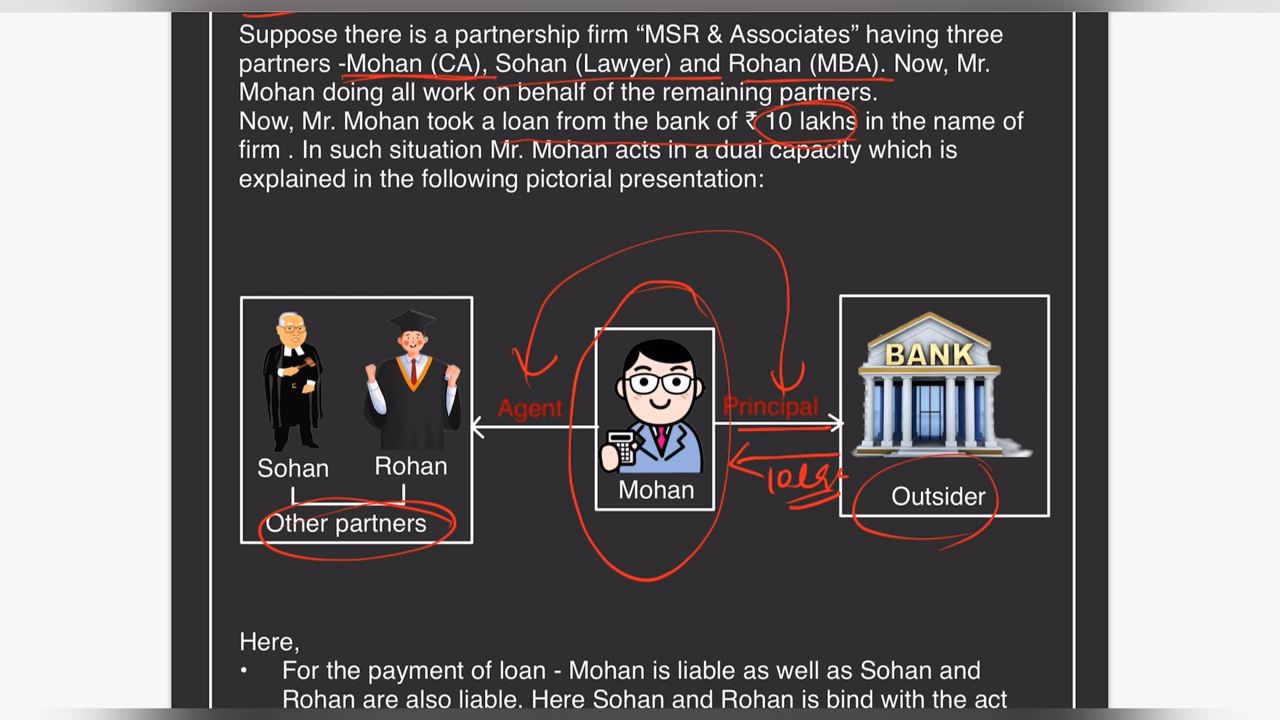 Suppose there is a partnership firm “MSR & Associates” having three
partners -Mohan (CA), Sohan (Lawyer) and Rohan (MBA). Now, Mr.
Mohan doing all work on behalf of the remaining partners.
Now, Mr. Mohan took a loan from the bank of ₹ 10 lakhs in the name of
firm . In such situation Mr. Mohan acts in a dual capacity which is
explained in the following pictorial presentation:
BANK
Agent
Principal
Sohan
Rohan
Mohan
Outsider
Other partners
Here,
• For the payment of loan - Mohan is liable as well as Sohan and
Rohan are also liable. Here Sohan and Rohan is bind with the act